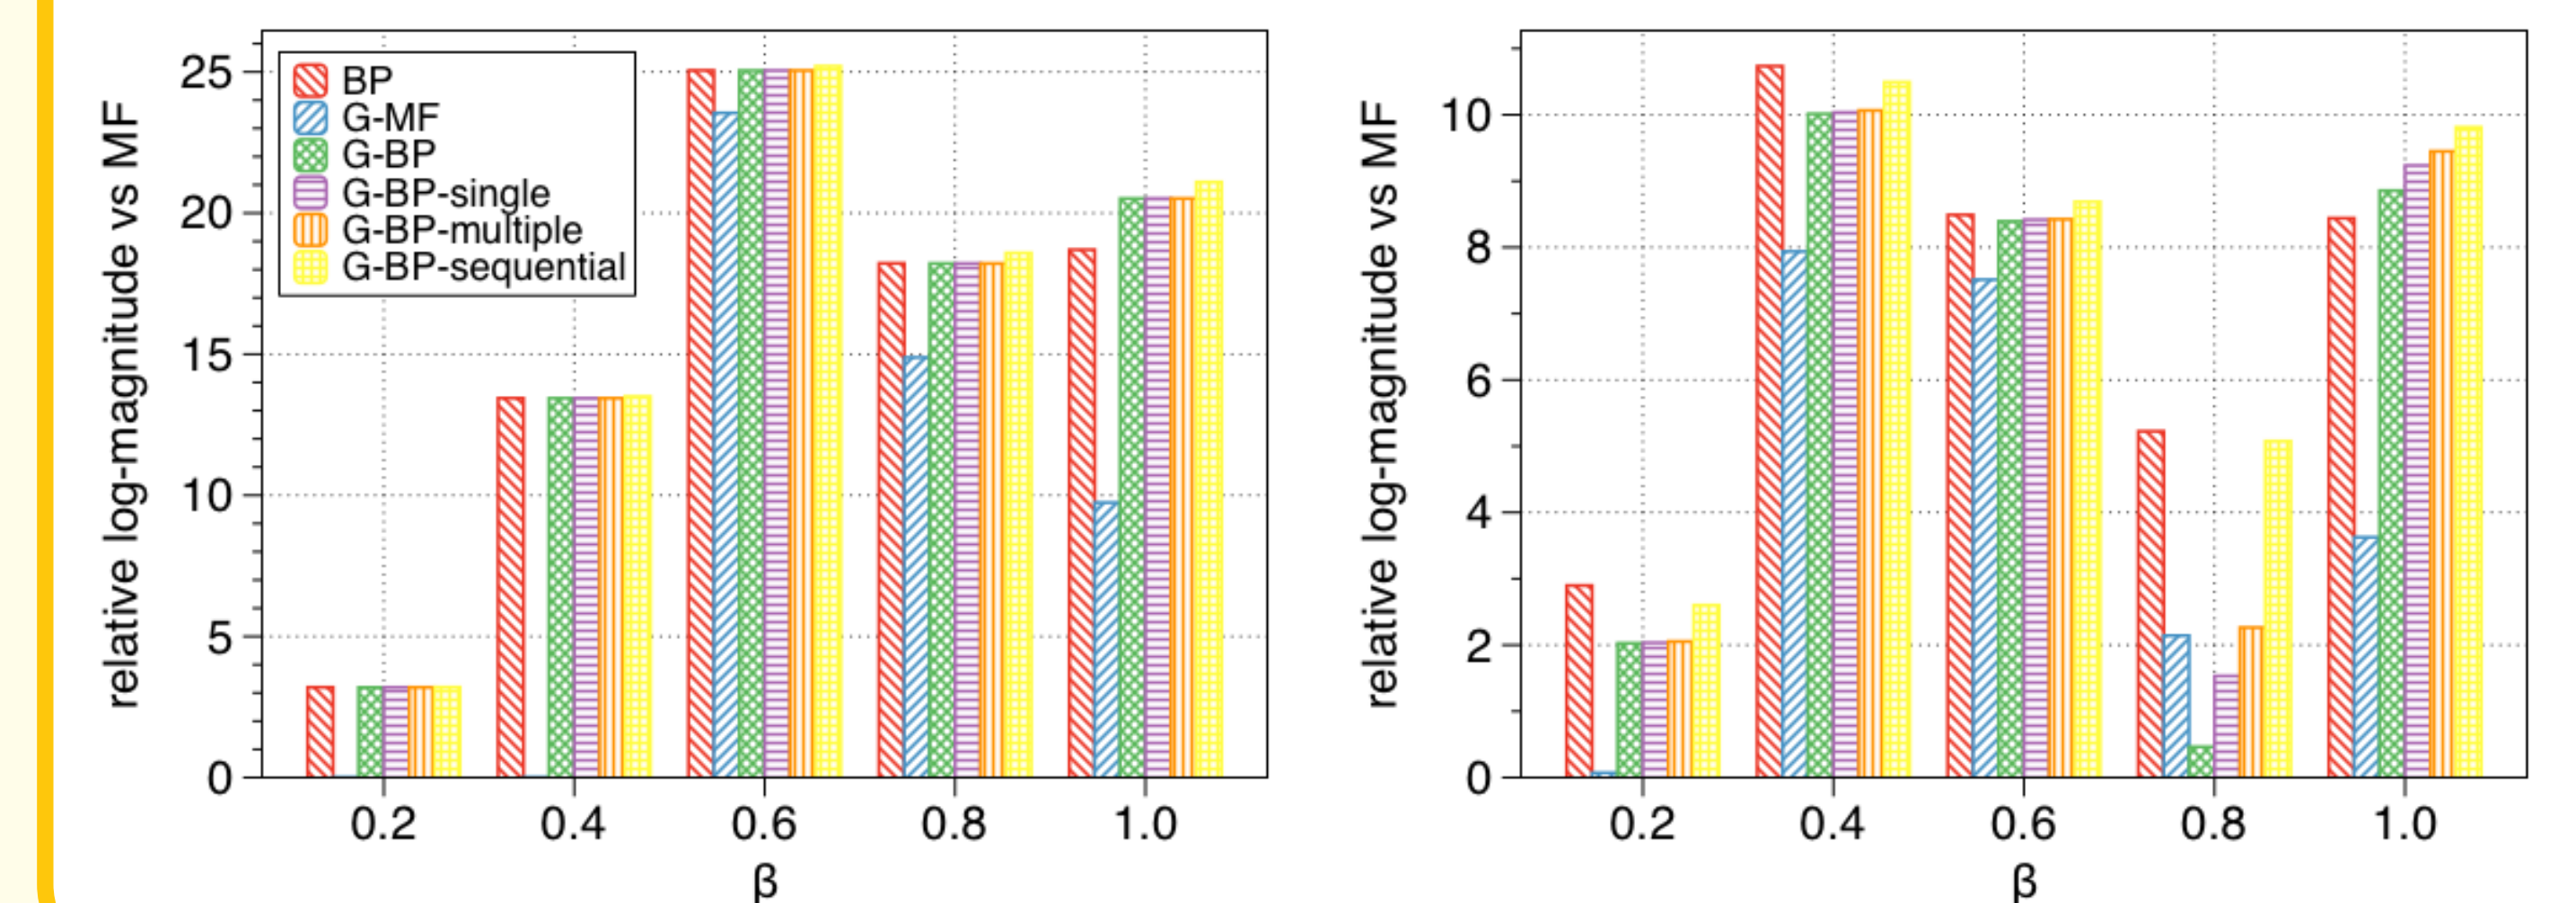 relative log-magnitude vs MF
25
20
15
10
5
0
BP
G-MF
G-BP
G-BP-single
G-BP-multiple
G-BP-sequential
0.2 0.4 0.6 0.8 1.0
β
relative log-magnitude vs MF
10
8
6
4
2
0
0.2 0.4 0.6 0.8 1.0
β